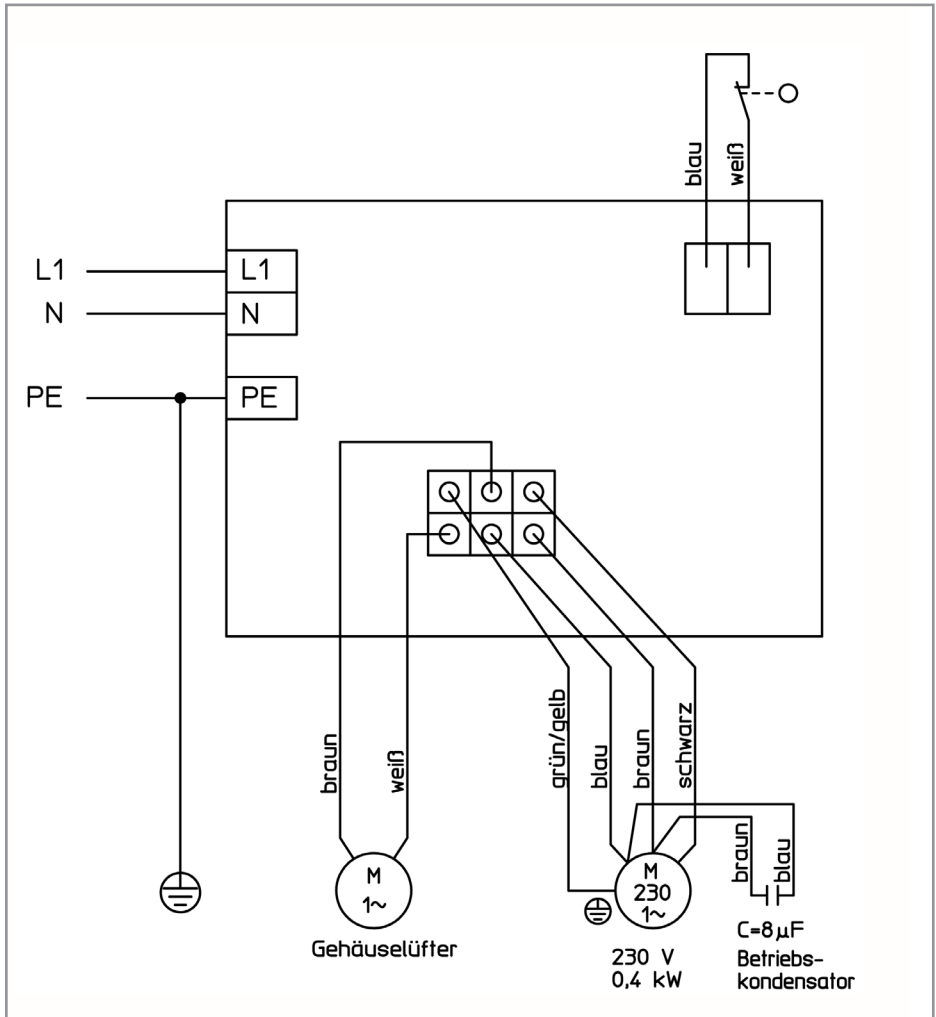 blau
weiß
L1
L1
N
N
PE
PE
braun
weiß
grün/gelb
blau
braun
schwarz
braun
blau
M
1~
Gehäuselüfter
M
230
1~
230 V
0,4 kW
C=8µF
Betriebs-
kondensator